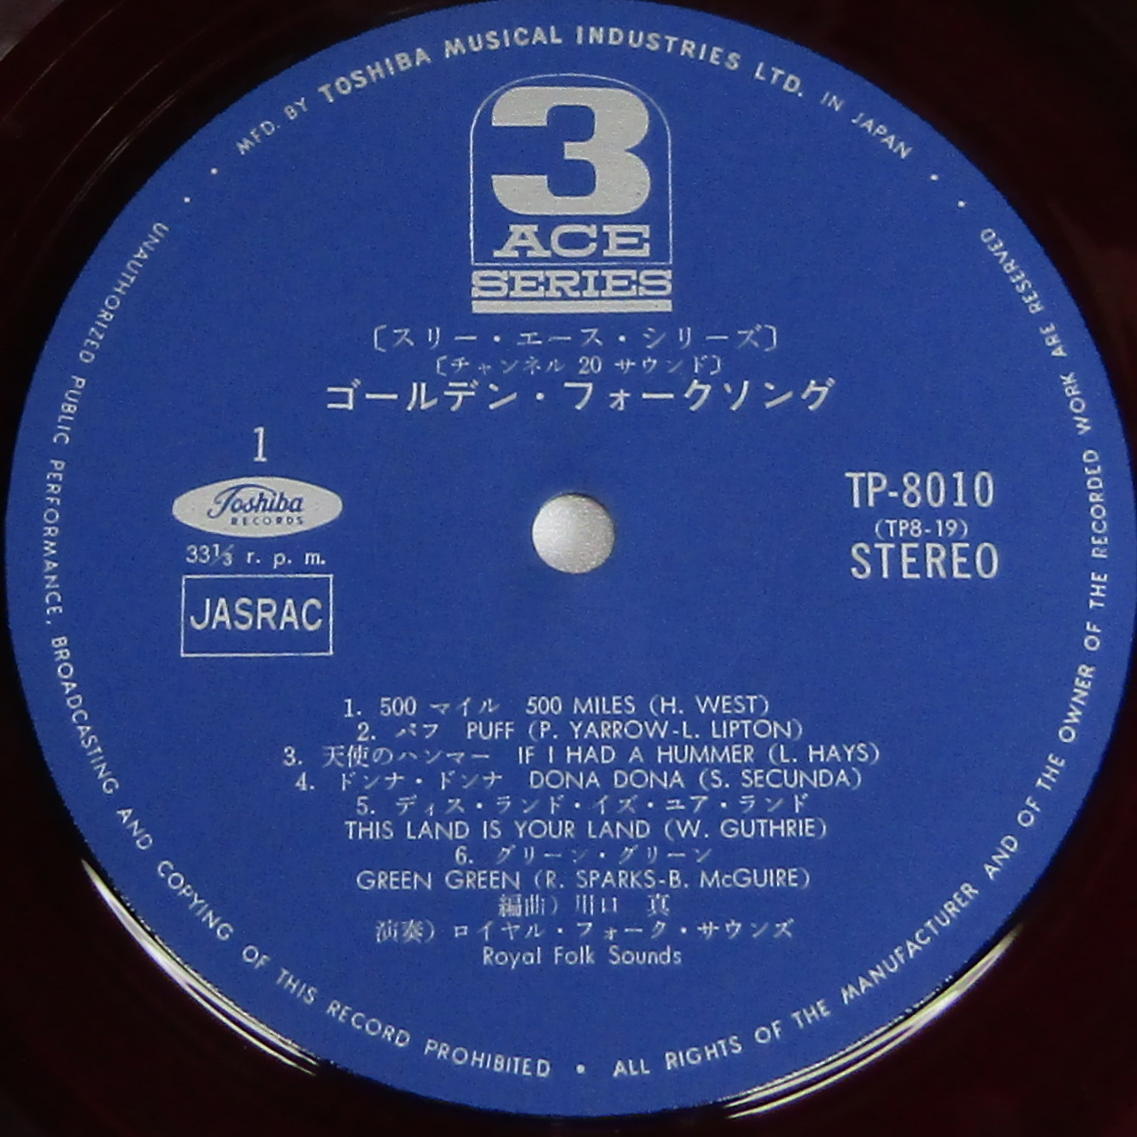 MFD. BY TOSHIBA MUSICAL INDUSTRIES LTD. IN JAPAN
3
ACE
SERIES
〔スリー・エース・シリーズ〕
〔チャンネル 20 サウンド〕
ゴールデン・フォークソング
1
Toshiba
RECORDS
33⅓ r. p. m.
JASRAC
TP-8010
(TP8-19)
STEREO
1. 500 マイル 500 MILES (H. WEST)
2. パフ PUFF (P. YARROW-L. LIPTON)
3. 天使のハンマー IF I HAD A HUMMER (L. HAYS)
4. ドンナ・ドンナ DONA DONA (S. SECUNDA)
5. ディス・ランド・イズ・ユア・ランド
THIS LAND IS YOUR LAND (W. GUTHRIE)
6. グリーン・グリーン
GREEN GREEN (R. SPARKS-B. McGUIRE)
編曲) 川口 真
演奏) ロイヤル・フォーク・サウンズ
Royal Folk Sounds
UNAUTHORIZED PUBLIC PERFORMANCE, BROADCASTING AND COPYING OF THIS RECORD PROHIBITED • ALL RIGHTS OF THE MANUFACTURER AND OF THE OWNER OF THE RECORDED WORK ARE RESERVED